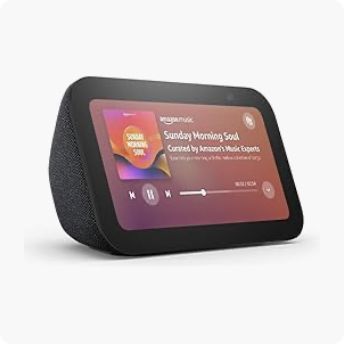 SUNDAY
MORNING
SOUL
amazon music
Sunday Morning Soul
Curated by Amazon's Music Experts